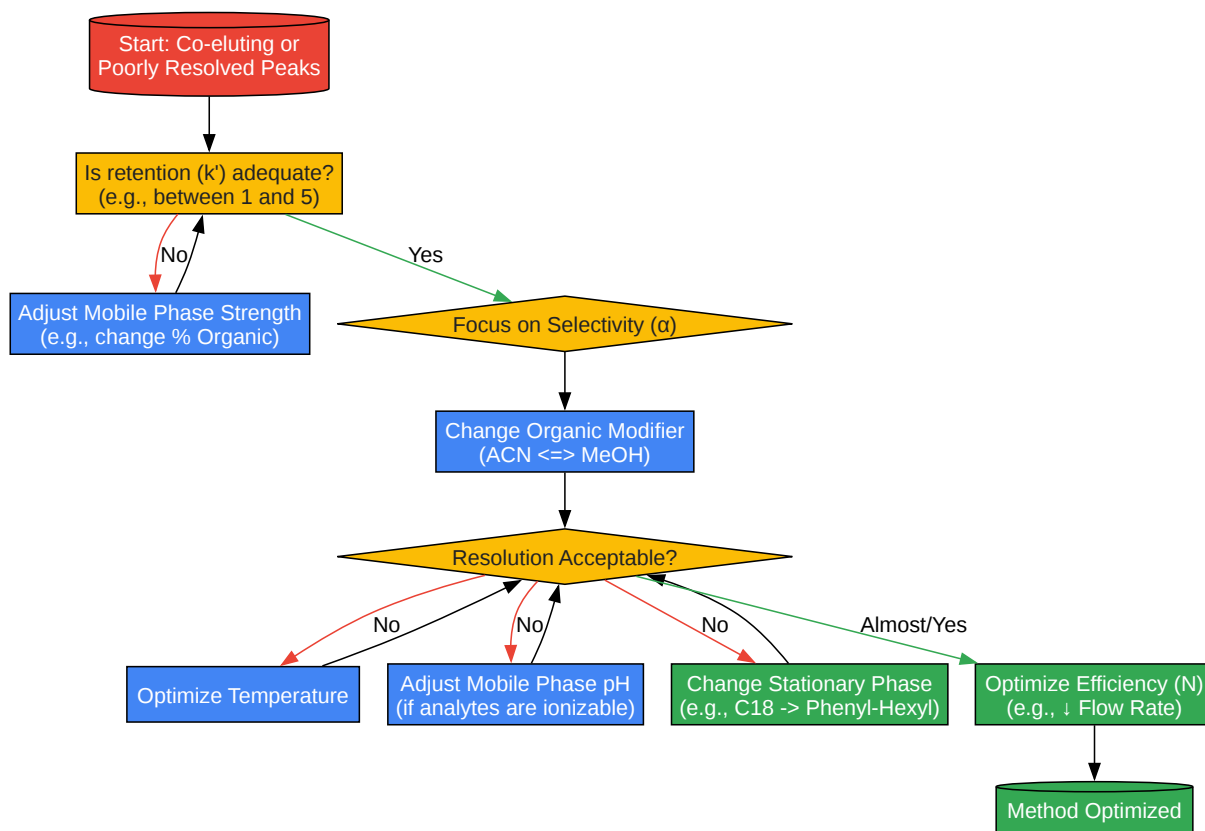 Start: Co-eluting or
Poorly Resolved Peaks
Is retention (k') adequate?
(e.g., between 1 and 5)
No
Yes
Adjust Mobile Phase Strength
(e.g., change % Organic)
Focus on Selectivity (α)
Change Organic Modifier
(ACN <=> MeOH)
Resolution Acceptable?
No
No
No
Almost/Yes
Optimize Temperature
Adjust Mobile Phase pH
(if analytes are ionizable)
Change Stationary Phase
(e.g., C18 -> Phenyl-Hexyl)
Optimize Efficiency (N)
(e.g., ↓ Flow Rate)
Method Optimized